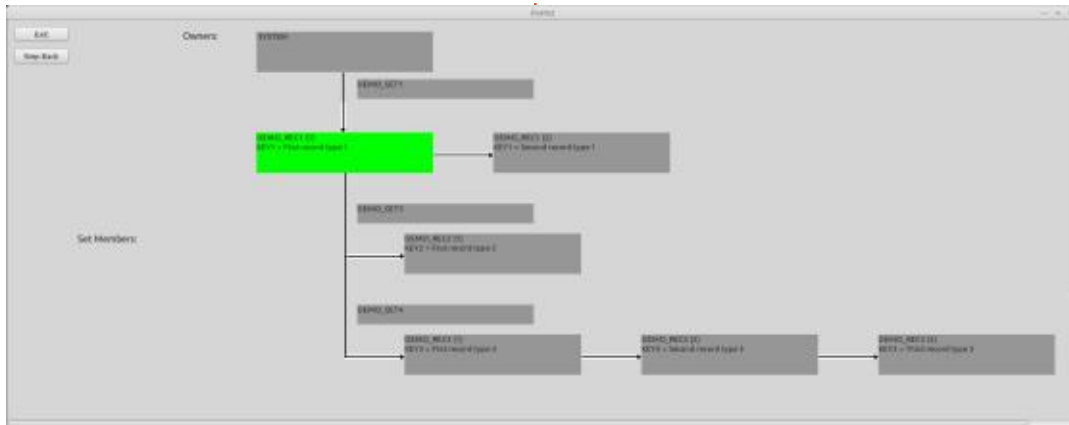 Exit
Step Back
Owners:
SYSTEM
DEMO_SET1
DEMO_REC1 [1]
KEY1 = First record type 1
DEMO_REC1 [2]
KEY1 = Second record type 1
DEMO_SET3
Set Members:
DEMO_REC2 [1]
KEY2 = First record type 2
DEMO_SET4
DEMO_REC3 [1]
KEY3 = First record type 3
DEMO_REC3 [2]
KEY3 = Second record type 3
DEMO_REC3 [3]
KEY3 = Third record type 3